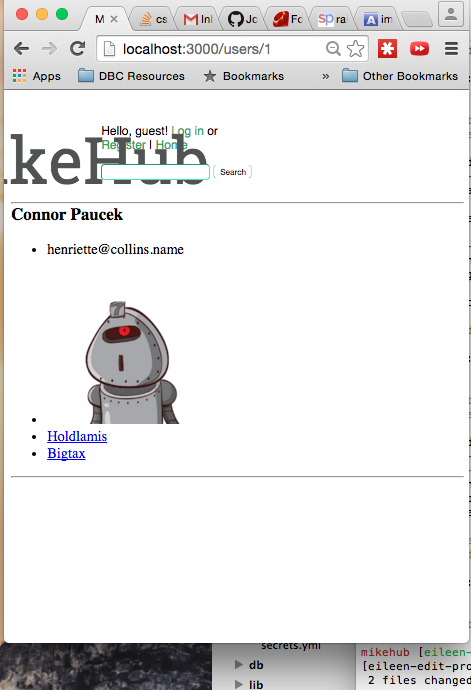 M
cs
Inl
Jo
Fo
ra
im
localhost:3000/users/1
Apps DBC Resources Bookmarks » Other Bookmarks
Hello, guest! Log in or
Register | Home
ikeHub
Search
Connor Paucek
henriette@collins.name
Holdlamis
Bigtax
secrets.yml
db
lib
mikehub [eileen-
[eileen-edit-pro
2 files changed